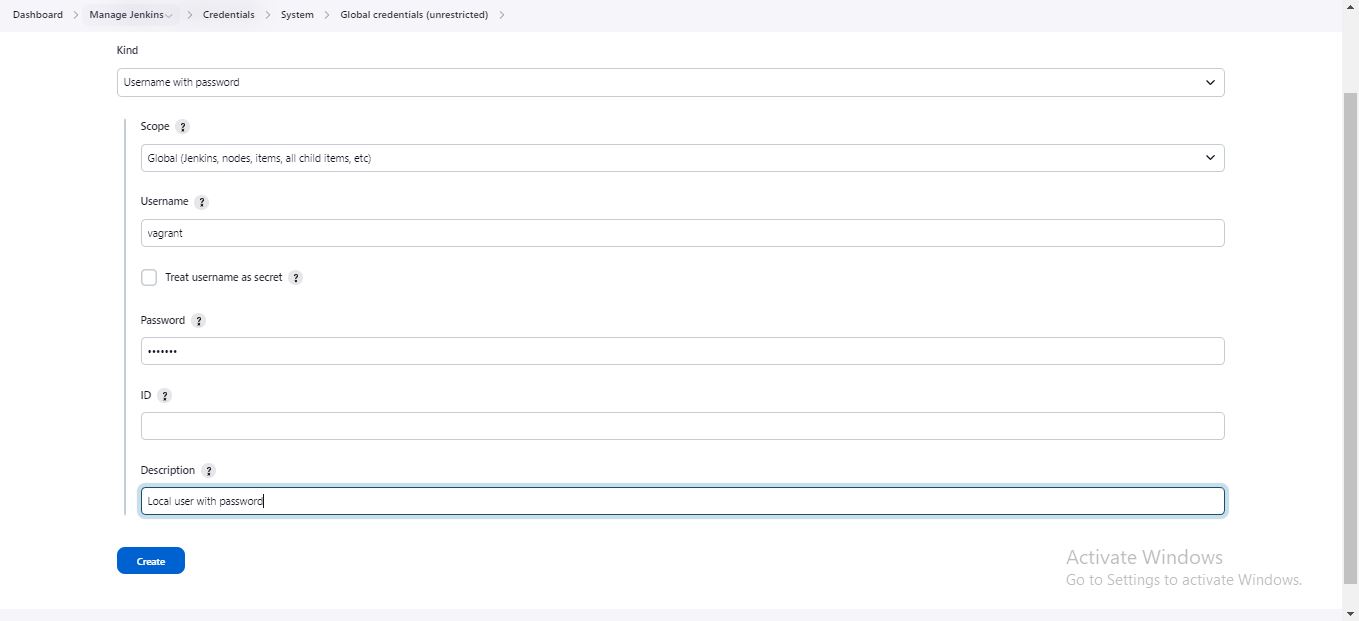 Dashboard > Manage Jenkins > Credentials > System > Global credentials (unrestricted) >
Kind
Username with password
Scope ?
Global (Jenkins, nodes, items, all child items, etc)
Username ?
vagrant
Treat username as secret ?
Password ?
•••••••
ID ?
Description ?
Local user with password
Create
Activate Windows
Go to Settings to activate Windows.